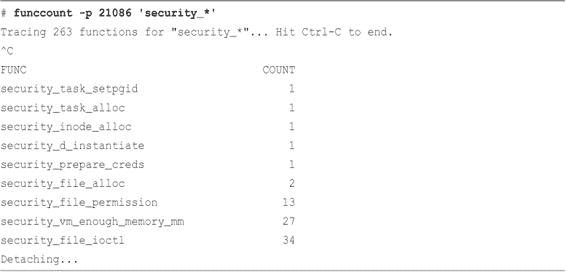 # funccount -p 21086 'security_*'
Tracing 263 functions for "security_*"... Hit Ctrl-C to end.
^C
FUNC                                    COUNT
security_task_setpgid                       1
security_task_alloc                         1
security_inode_alloc                        1
security_d_instantiate                      1
security_prepare_creds                      1
security_file_alloc                         2
security_file_permission                   13
security_vm_enough_memory_mm               27
security_file_ioctl                        34
Detaching...